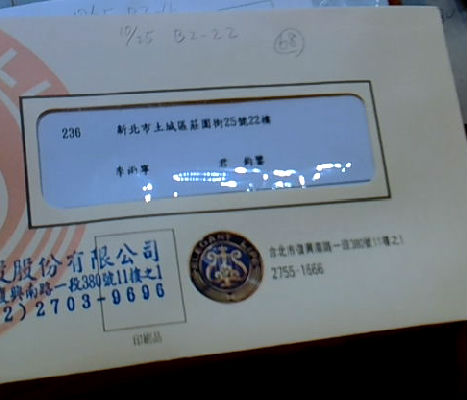 10/25 B2-22
68
236 新北市土城區莊園街25號22樓
君 鈞鑒
股份有限公司
復興南路一段380號11樓之1
2)2703-9696
台北市復興南路一段380號11樓之1
2755-1666
印刷品